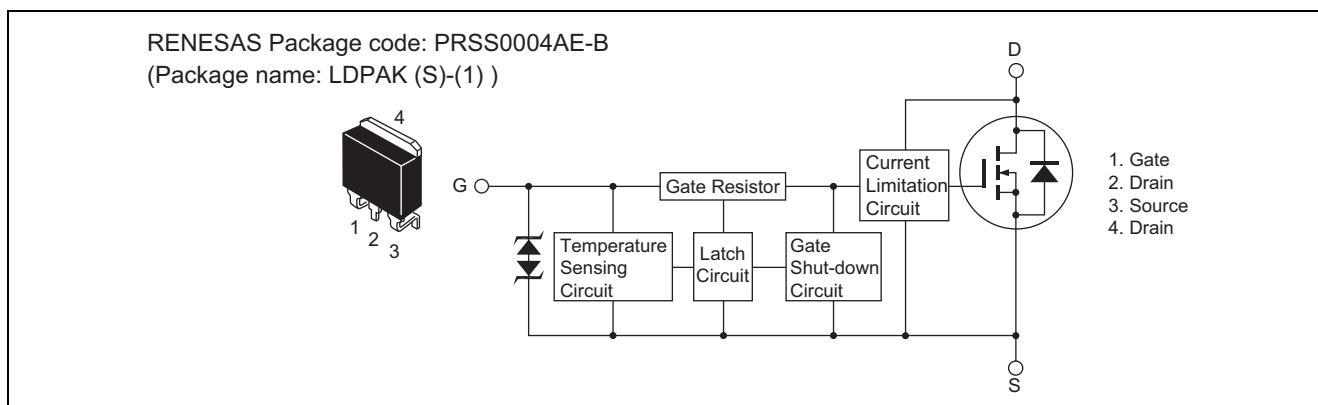 RENESAS Package code: PRSS0004AE-B
(Package name: LDPAK (S)-(1) )
4
1
2
3
G
Gate Resistor
Temperature
Sensing
Circuit
Latch
Circuit
Gate
Shut-down
Circuit
Current
Limitation
Circuit
D
S
1. Gate
2. Drain
3. Source
4. Drain